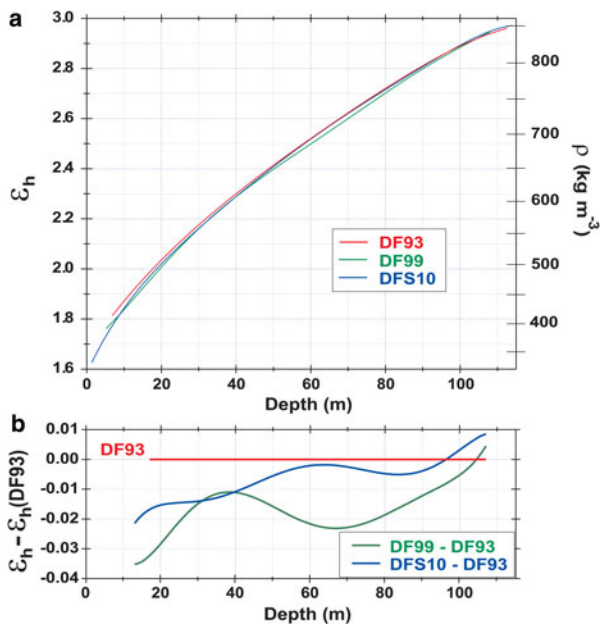 a
3.0
2.8
2.6
2.4
2.2
2.0
1.8
1.6
εh
800
700
600
500
400
ρ (kg m-3)
DF93
DF99
DFS10
0 20 40 60 80 100
Depth (m)
b
0.01
0.00
-0.01
-0.02
-0.03
-0.04
εh – εh(DF93)
DF93
DF99 - DF93
DFS10 - DF93
0 20 40 60 80 100
Depth (m)